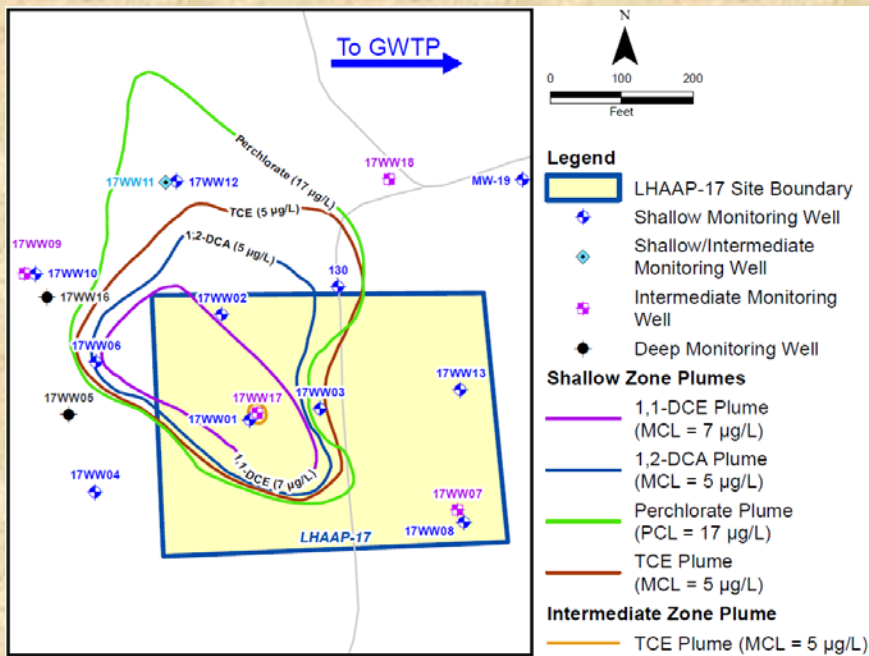 To GWTP
N
0 100 200
Feet
Perchlorate (17 µg/L)
17WW11
17WW12
17WW18
MW-19
TCE (5 µg/L)
1,2-DCA (5 µg/L)
17WW09
17WW10
17WW16
130
17WW02
17WW06
17WW13
17WW17
17WW03
17WW05
17WW01
1,1-DCE (7 µg/L)
17WW04
17WW07
17WW08
LHAAP-17
Legend
LHAAP-17 Site Boundary
Shallow Monitoring Well
Shallow/Intermediate
Monitoring Well
Intermediate Monitoring
Well
Deep Monitoring Well
Shallow Zone Plumes
1,1-DCE Plume
(MCL = 7 µg/L)
1,2-DCA Plume
(MCL = 5 µg/L)
Perchlorate Plume
(PCL = 17 µg/L)
TCE Plume
(MCL = 5 µg/L)
Intermediate Zone Plume
TCE Plume (MCL = 5 µg/L)